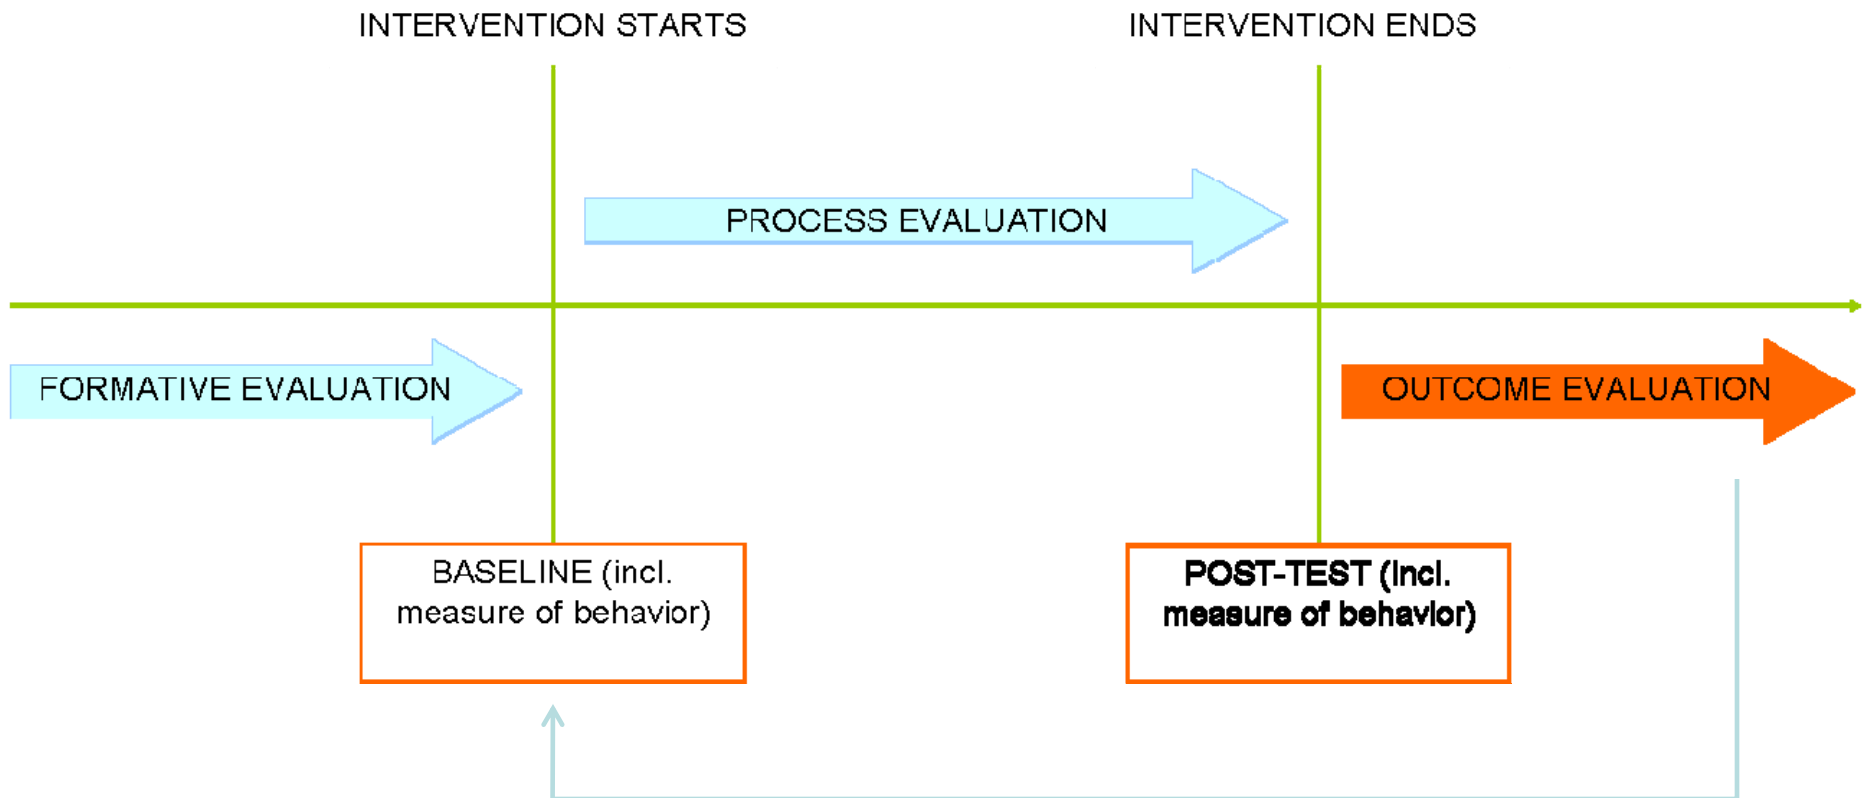 INTERVENTION STARTS
INTERVENTION ENDS
PROCESS EVALUATION
FORMATIVE EVALUATION
OUTCOME EVALUATION
BASELINE (incl.
measure of behavior)
POST-TEST (incl.
measure of behavior)